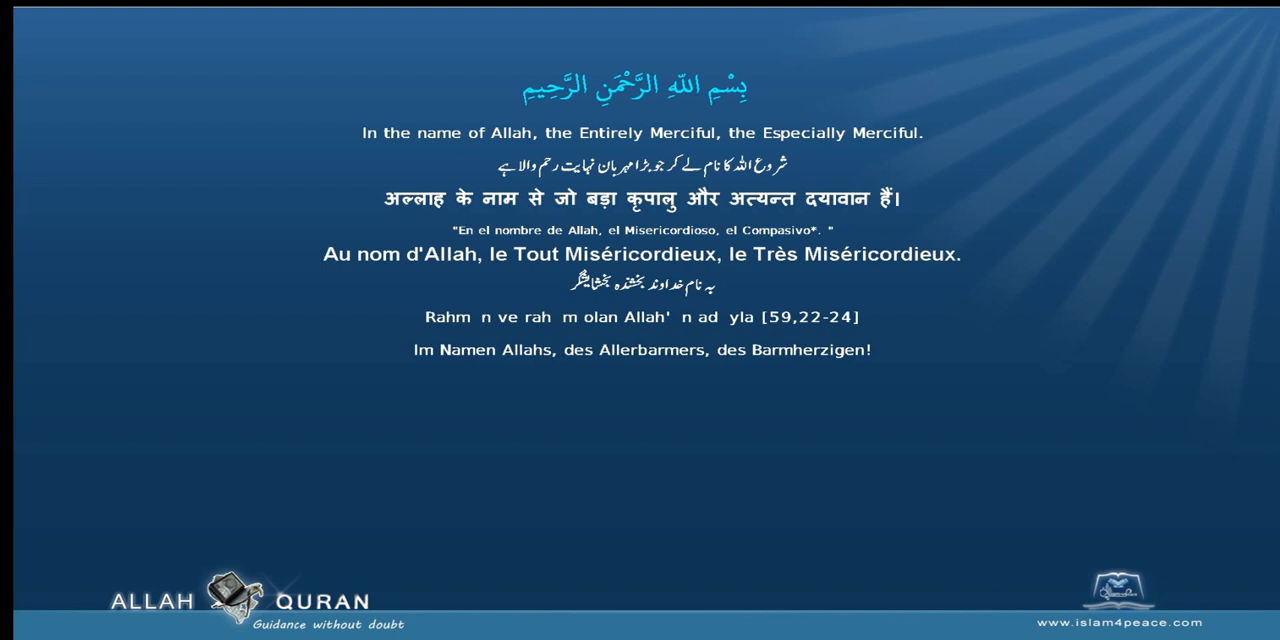 بِسْمِ اللّهِ الرَّحْمَنِ الرَّحِيمِ
In the name of Allah, the Entirely Merciful, the Especially Merciful.
شروع اللہ کا نام لے کر جو بڑا مہربان نہایت رحم والا ہے
अल्लाह के नाम से जो बड़ा कृपालु और अत्यन्त दयावान हैं।
"En el nombre de Allah, el Misericordioso, el Compasivo*. "
Au nom d'Allah, le Tout Miséricordieux, le Très Miséricordieux.
به نام خداوند بخشنده بخشایشگر
Rahm n ve rah m olan Allah' n ad yla [59,22-24]
Im Namen Allahs, des Allerbarmers, des Barmherzigen!
ALLAH QURAN
Guidance without doubt
www.islam4peace.com